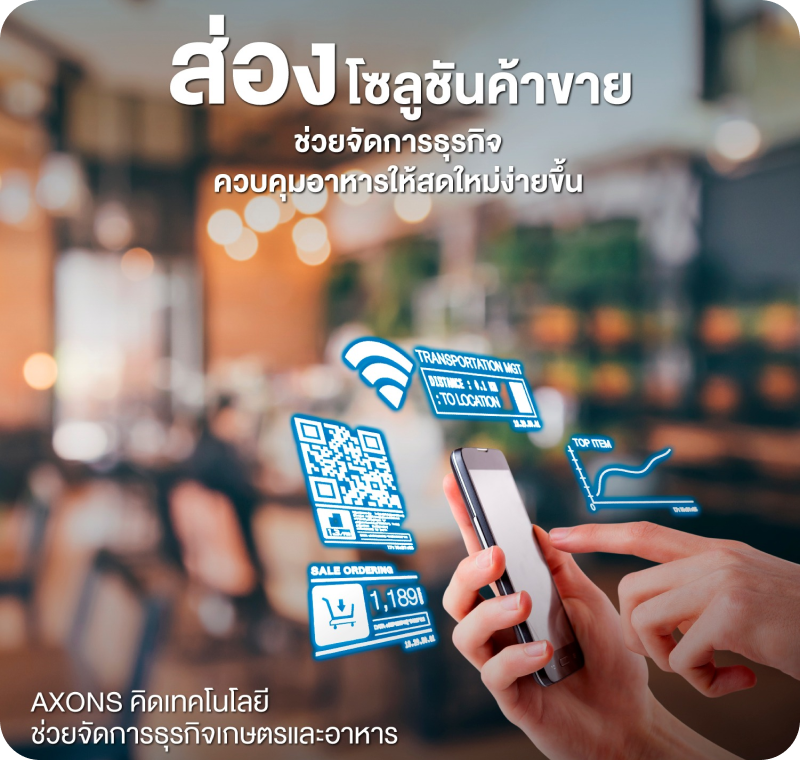 ส่อง โซลูชันค้าขาย
ช่วยจัดการธุรกิจ
ควบคุมอาหารให้สดใหม่ง่ายขึ้น
TRANSPORTATION MGT
DISTANCE : 0.1 KM
: TO LOCATION
TOP ITEM
SALE ORDERING
1,189
AXONS คิดเทคโนโลยี
ช่วยจัดการธุรกิจเกษตรและอาหาร